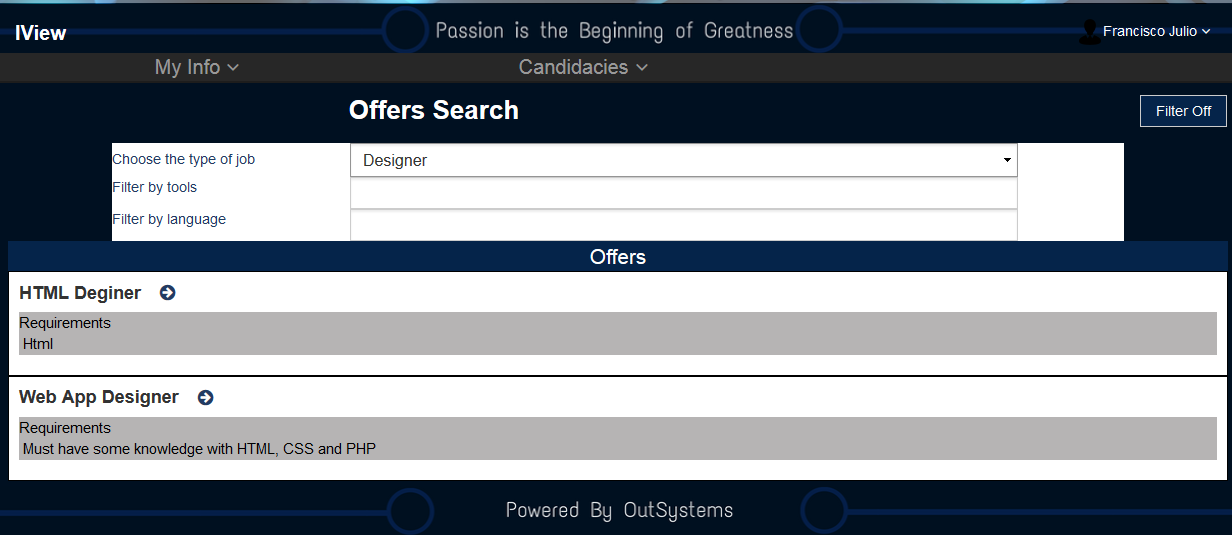 IView
Passion is the Beginning of Greatness
Francisco Julio
My Info
Candidacies
Offers Search
Filter Off
Choose the type of job
Designer
Filter by tools
Filter by language
Offers
HTML Deginer
Requirements
Html
Web App Designer
Requirements
Must have some knowledge with HTML, CSS and PHP
Powered By OutSystems